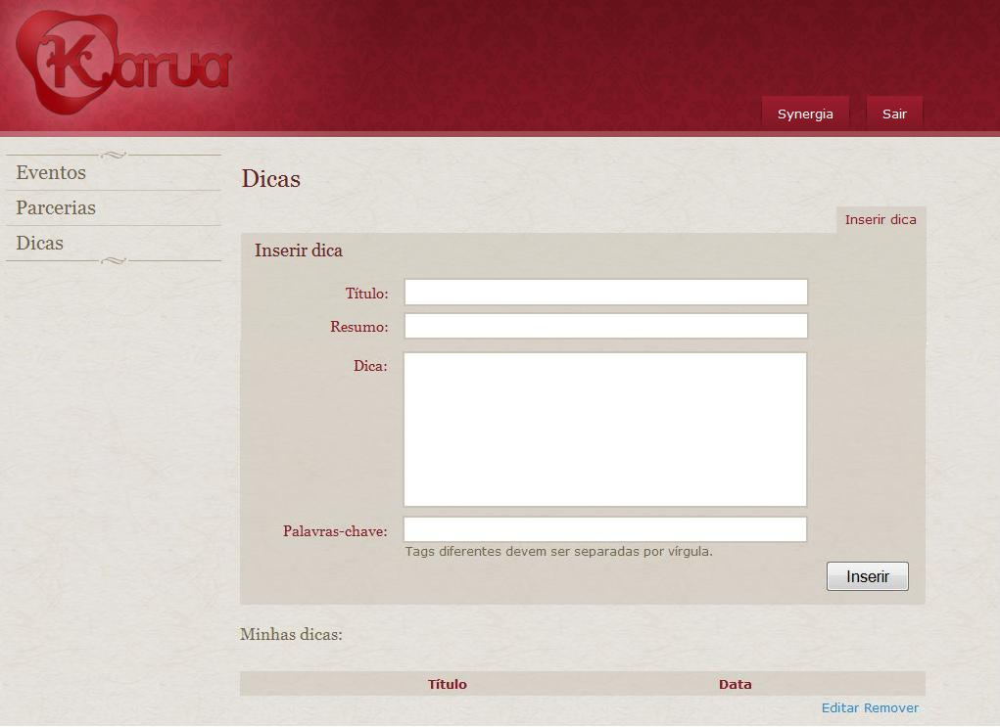 Karua
Synergia Sair
Eventos
Parcerias
Dicas
Dicas
Inserir dica
Inserir dica
Título:
Resumo:
Dica:
Palavras-chave:
Tags diferentes devem ser separadas por vírgula.
Inserir
Minhas dicas:
Título Data
Editar Remover